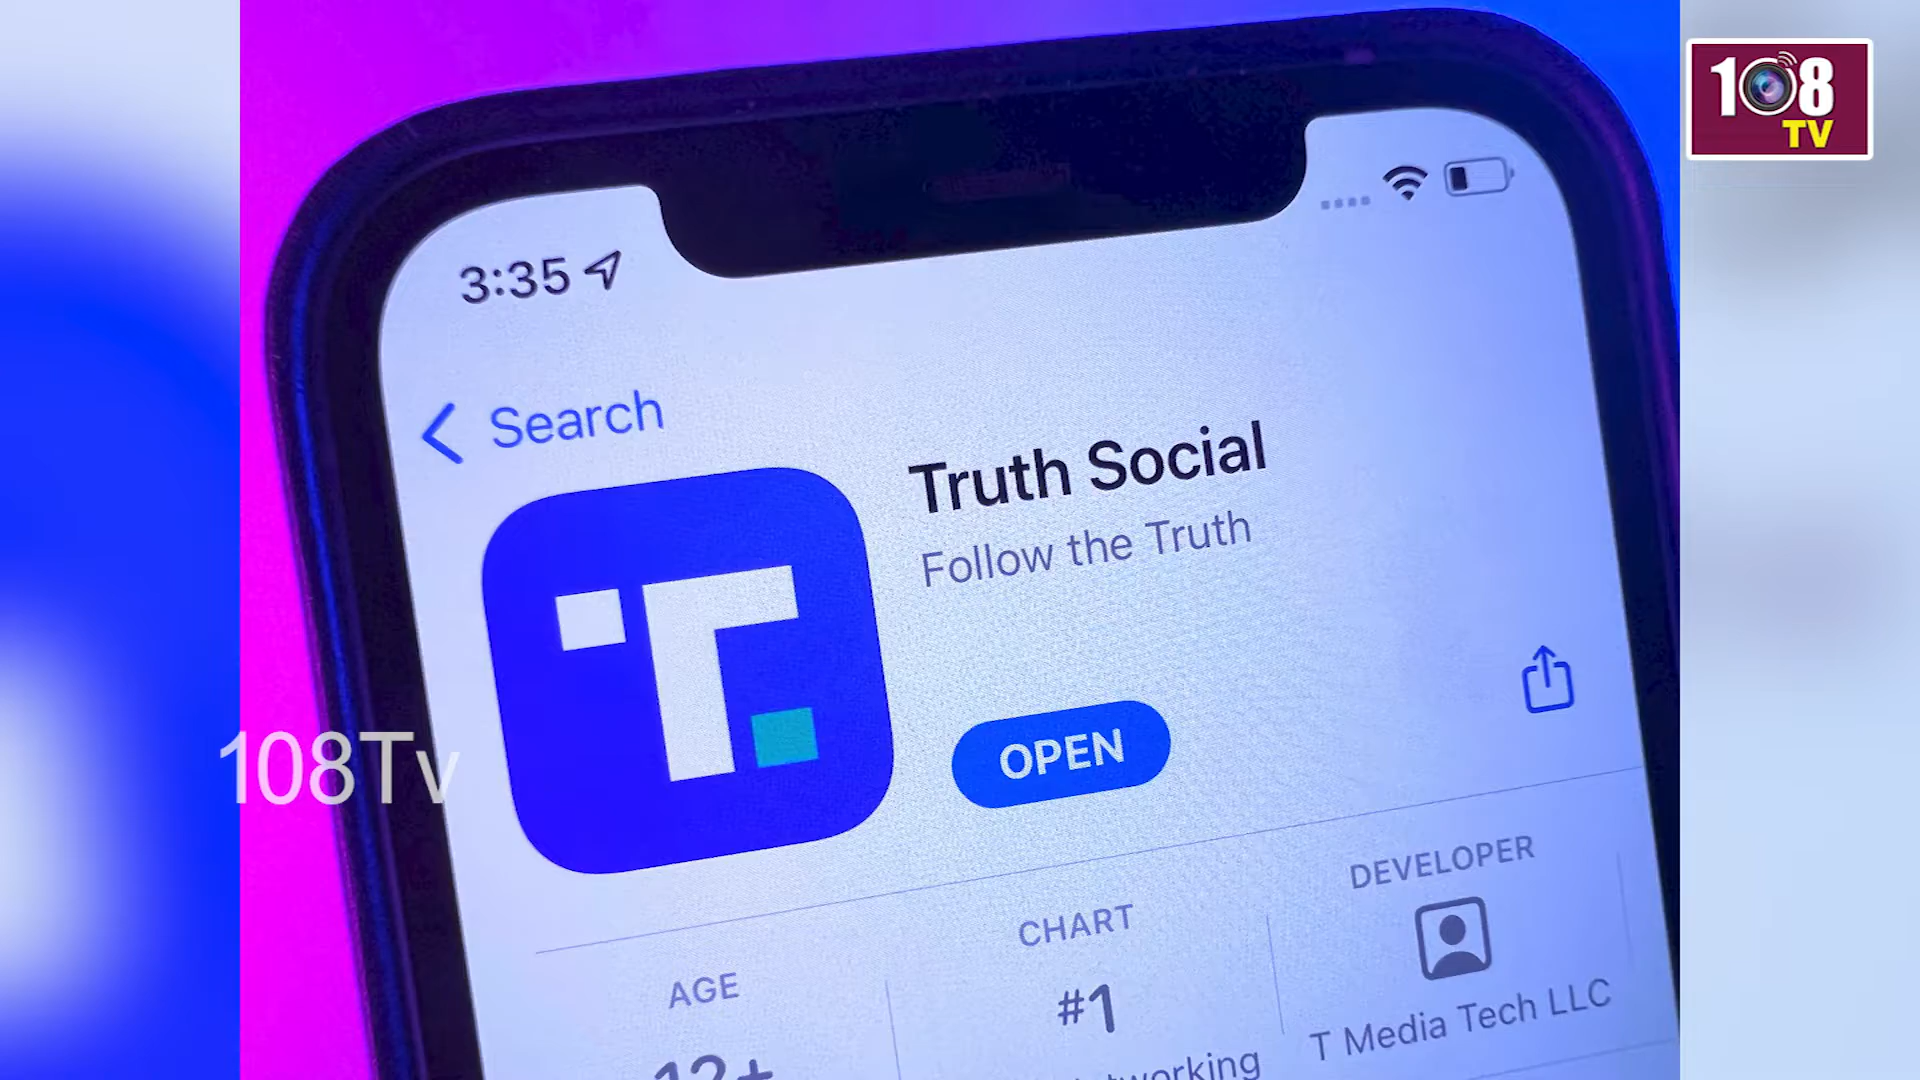 108
TV
3:35
Search
Truth Social
Follow the Truth
OPEN
108Tv
AGE
12+
CHART
#1
DEVELOPER
T Media Tech LLC